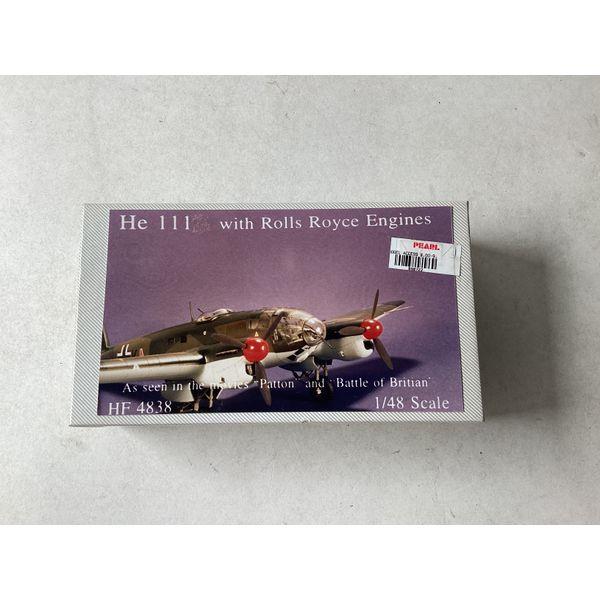 He 111 with Rolls Royce Engines
PEARL
As seen in the movies "Patton" and 'Battle of Britian'
HF 4838
1/48 Scale